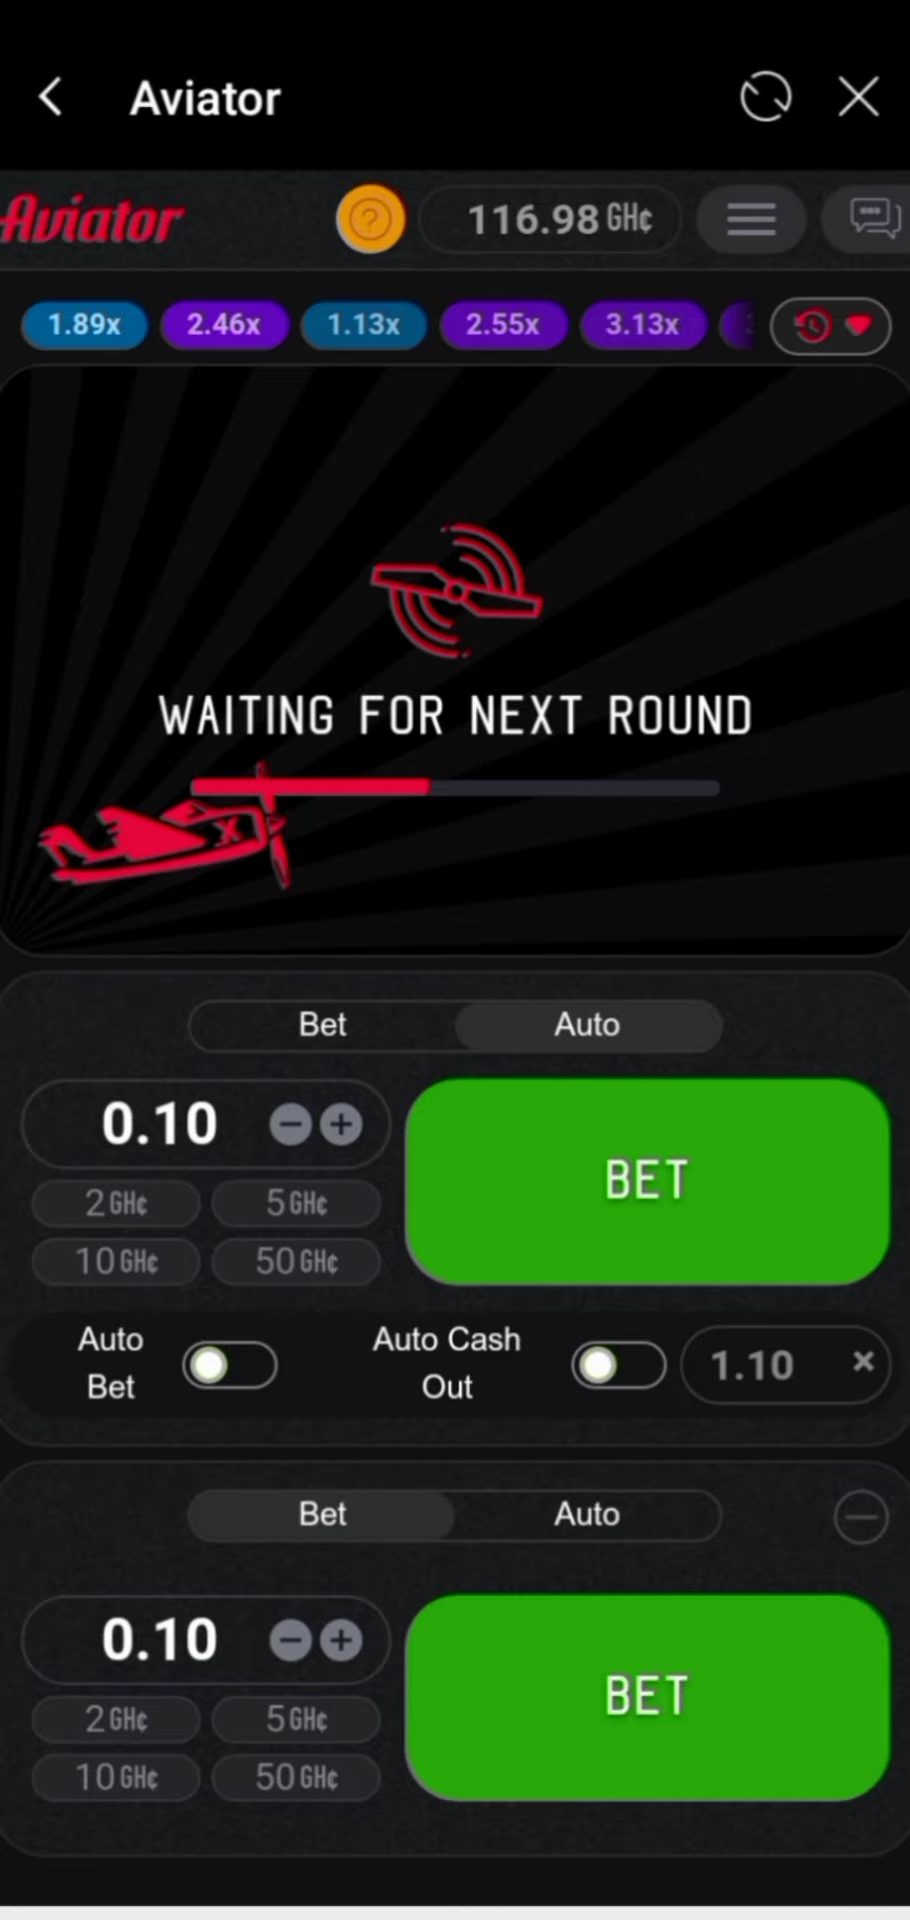 Aviator
Aviator
116.98 GH¢
1.89x 2.46x 1.13x 2.55x 3.13x
WAITING FOR NEXT ROUND
X
Bet Auto
0.10
BET
2 GH¢ 5 GH¢
10 GH¢ 50 GH¢
Auto Bet
Auto Cash Out
1.10
Bet Auto
0.10
BET
2 GH¢ 5 GH¢
10 GH¢ 50 GH¢